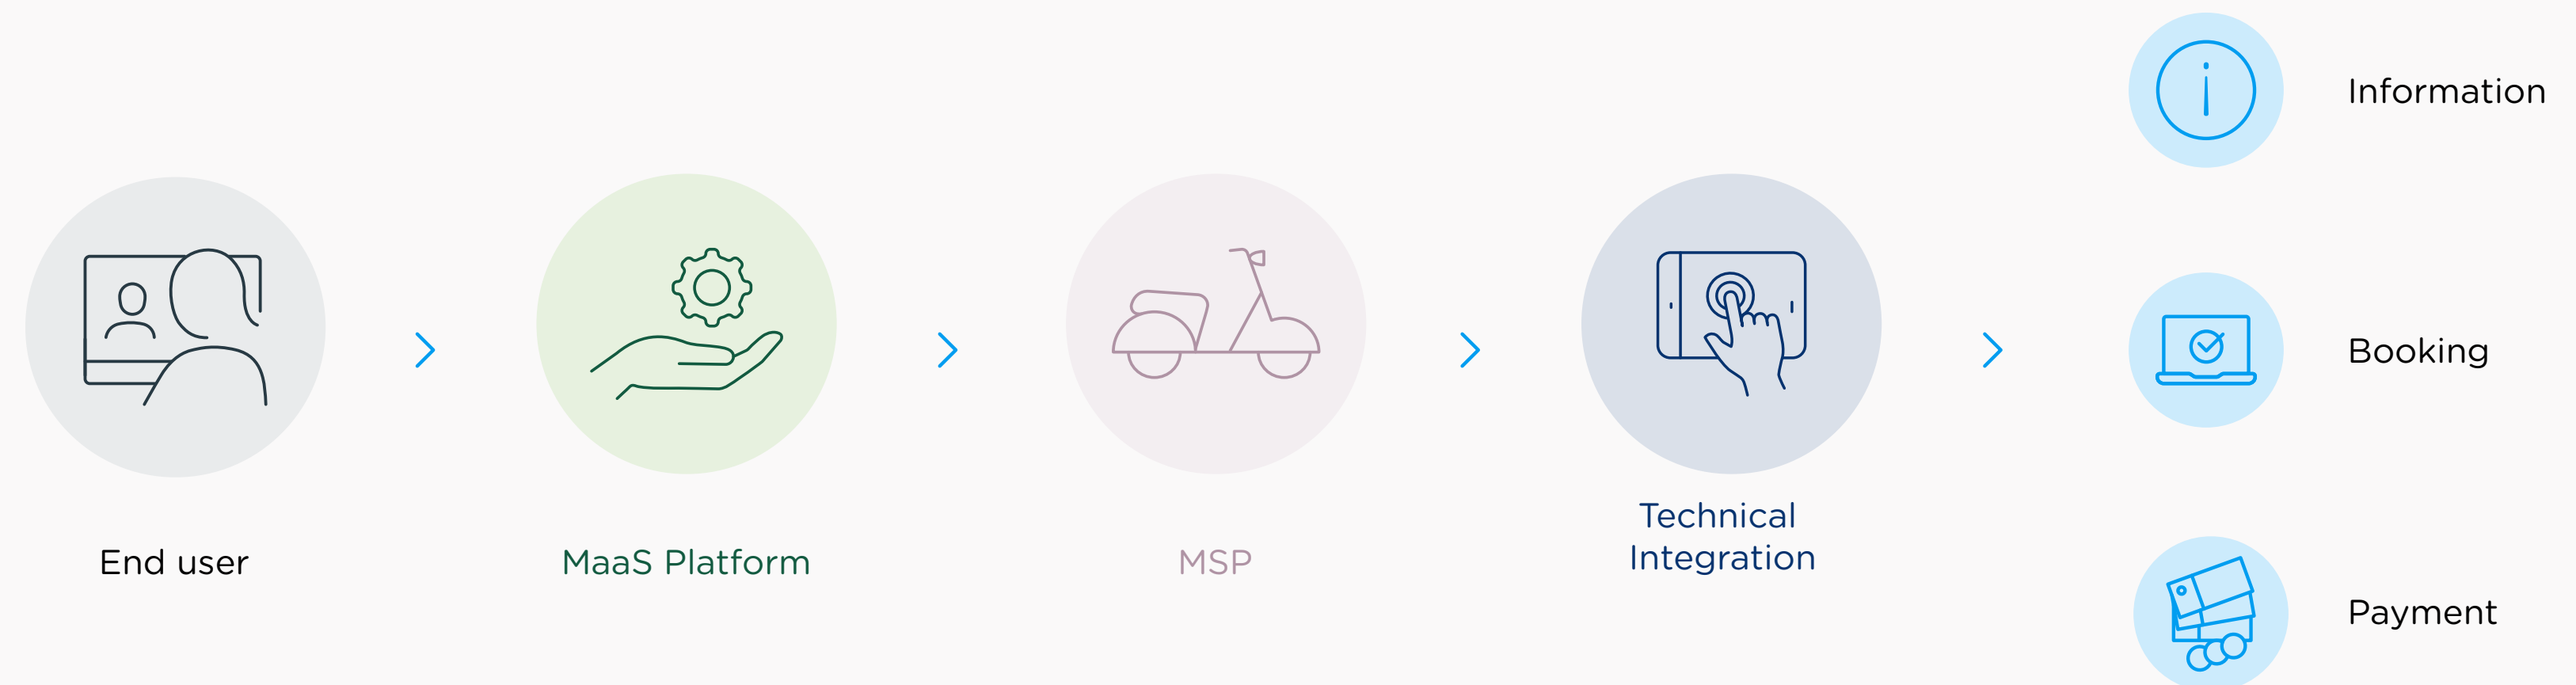 End user
MaaS Platform
MSP
Technical
Integration
Information
Booking
Payment